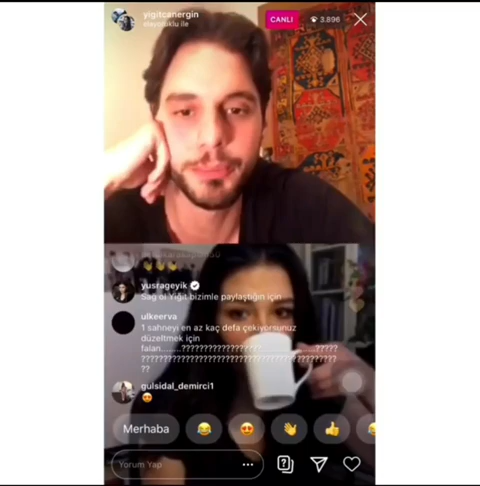 yigitcanergin
CANLI
3.896
yusrageyik
Sağ ol Yiğit bizimle paylaştığın için
ulkeerva
1 sahneyi en az kaç defa çekiyorsunuz
düzeltmek için
gulsidal_demirci1
Merhaba
Yorum Yap